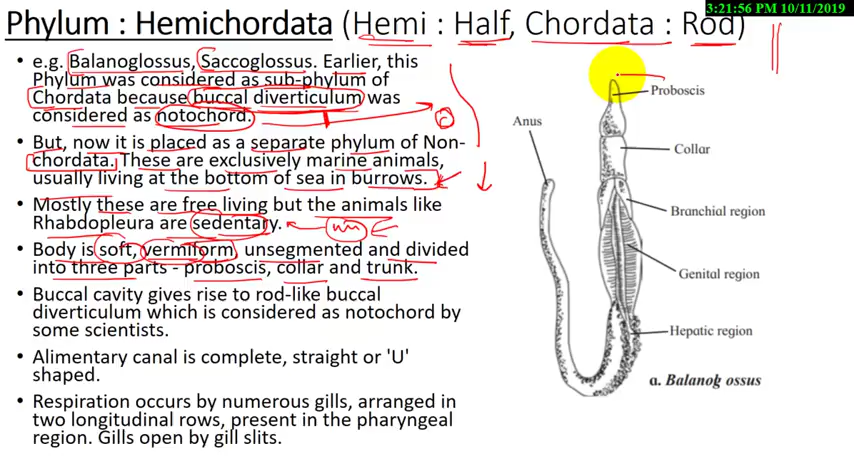 3:21:56 PM 10/11/2019
Phylum : Hemichordata (Hemi : Half, Chordata : Rod)
• e.g. Balanoglossus, Saccoglossus. Earlier, this
Phylum was considered as sub-phylum of
Chordata because buccal diverticulum was
considered as notochord.
• But, now it is placed as a separate phylum of Non-
chordata. These are exclusively marine animals,
usually living at the bottom of sea in burrows.
• Mostly these are free living but the animals like
Rhabdopleura are sedentary.
• Body is soft, vermiform, unsegmented and divided
into three parts - proboscis, collar and trunk.
• Buccal cavity gives rise to rod-like buccal
diverticulum which is considered as notochord by
some scientists.
• Alimentary canal is complete, straight or 'U'
shaped.
• Respiration occurs by numerous gills, arranged in
two longitudinal rows, present in the pharyngeal
region. Gills open by gill slits.
Proboscis
Anus
Collar
Branchial region
Genital region
Hepatic region
a. Balanoglossus